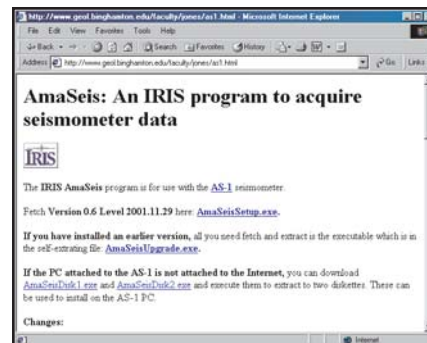 http://www.geol.binghamton.edu/faculty/jones/as1.html - Microsoft Internet Explorer
File Edit View Favorites Tools Help
Back Search Favorites History
Address http://www.geol.binghamton.edu/faculty/jones/as1.html Go Links
AmaSeis: An IRIS program to acquire
seismometer data
IRIS
The IRIS AmaSeis program is for use with the AS-1 seismometer.
Fetch Version 0.6 Level 2001.11.29 here: AmaSeisSetup.exe.
If you have installed an earlier version, all you need fetch and extract is the executable which is
in the self-extrating file: AmaSeisUpgrade.exe.
If the PC attached to the AS-1 is not attached to the Internet, you can download
AmaSeisDisk1.exe and AmaSeisDisk2.exe and execute them to extract to two diskettes. These can
be used to install on the AS-1 PC.
Changes:
Internet